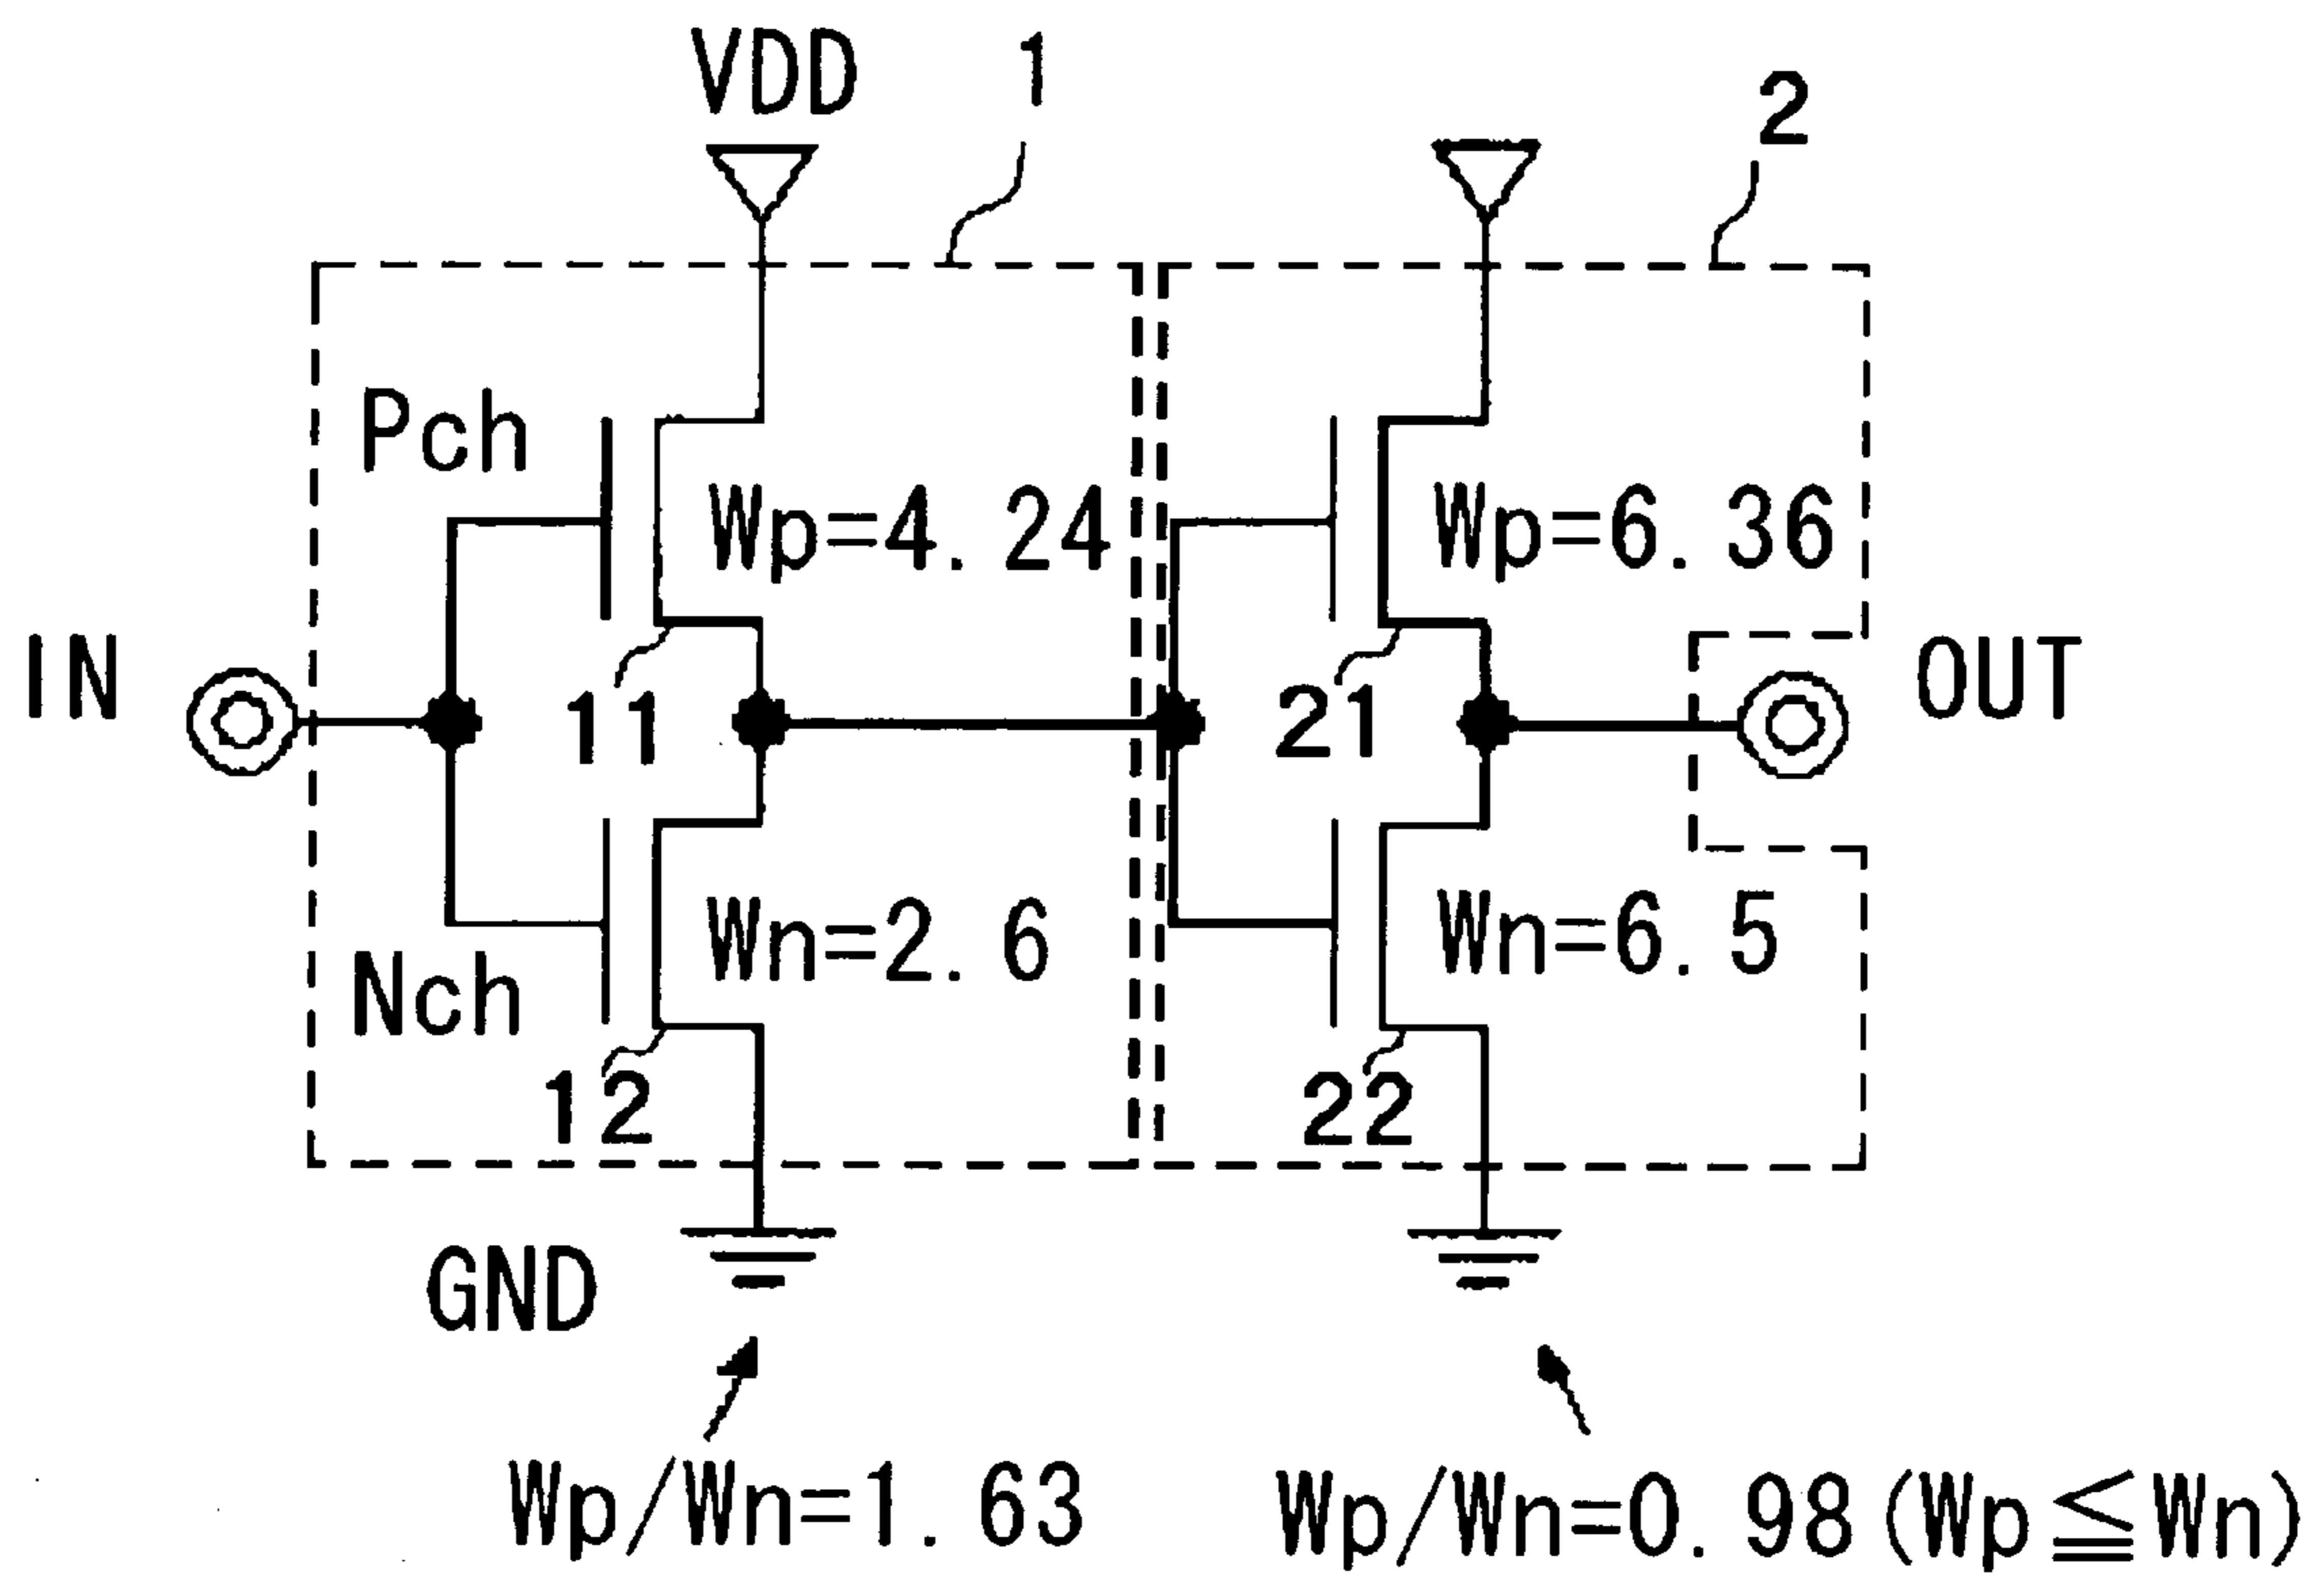 VDD
1
2
Pch
Wp=4.24
Wp=6.36
IN
11
21
OUT
Wn=2.6
Wn=6.5
Nch
12
22
GND
Wp/Wn=1.63
Wp/Wn=0.98(Wp≦Wn)